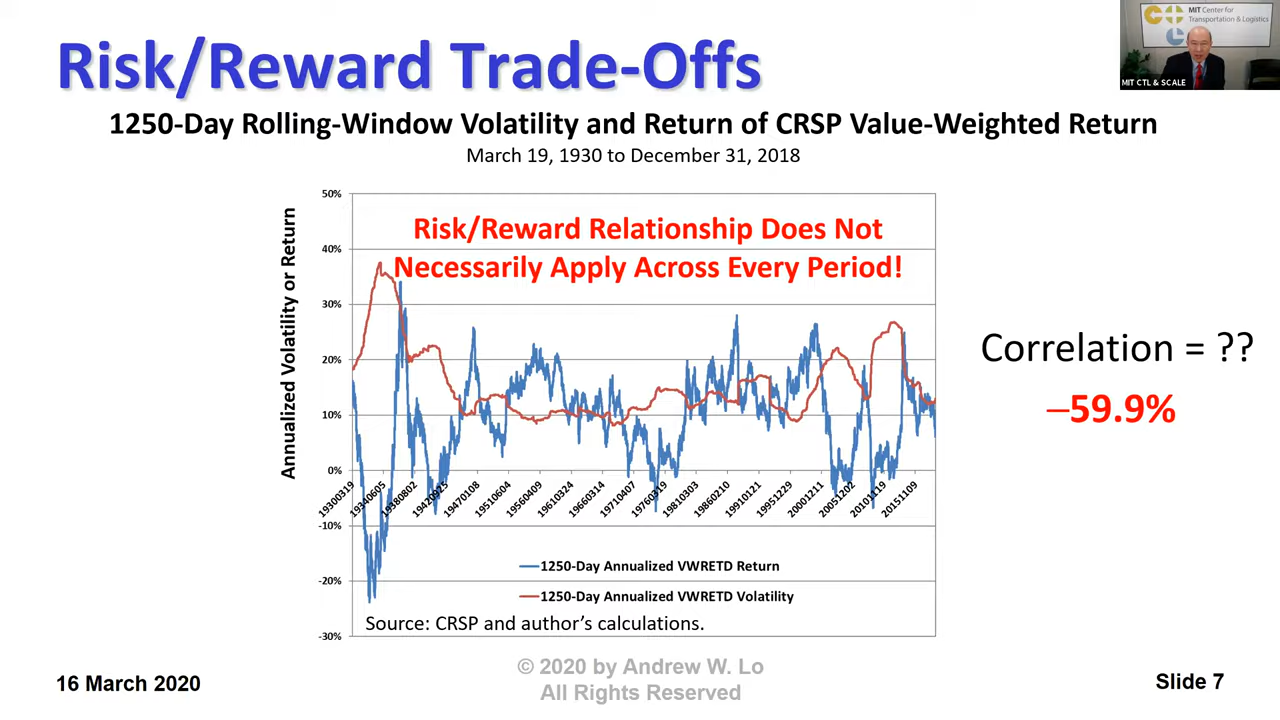 Risk/Reward Trade-Offs
MIT Center for
Transportation & Logistics
MIT CTL & SCALE
1250-Day Rolling-Window Volatility and Return of CRSP Value-Weighted Return
March 19, 1930 to December 31, 2018
Annualized Volatility or Return
50%
40%
30%
20%
10%
0%
-10%
-20%
-30%
Risk/Reward Relationship Does Not
Necessarily Apply Across Every Period!
19300319
19340605
19380802
19420925
19470108
19510604
19560409
19610324
19660314
19710407
19760319
19810303
19860210
19910121
19951229
20001211
20051202
20101119
20151109
1250-Day Annualized VWRETD Return
1250-Day Annualized VWRETD Volatility
Source: CRSP and author's calculations.
Correlation = ??
–59.9%
16 March 2020
© 2020 by Andrew W. Lo
All Rights Reserved
Slide 7